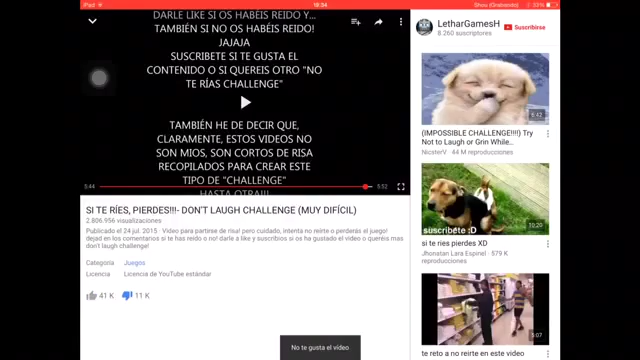 iPad
18:34
Shou (Grabando)
33%
DARLE LIKE SI OS HABÉIS REIDO Y...
TAMBIÉN SI NO OS HABÉIS REIDO!
JAJAJA
SUSCRIBETE SI TE GUSTA EL
CONTENIDO O SI QUEREIS OTRO "NO
TE RÍAS CHALLENGE"
TAMBIÉN HE DE DECIR QUE,
CLARAMENTE, ESTOS VIDEOS NO
SON MIOS, SON CORTOS DE RISA
RECOPILADOS PARA CREAR ESTE
TIPO DE "CHALLENGE"
HASTA OTRA!!!
5:44
5:52
SI TE RÍES, PIERDES!!!- DON'T LAUGH CHALLENGE (MUY DIFÍCIL)
2.806.956 visualizaciones
Publicado el 24 jul. 2015 Video para partirse de risa! pero cuidado, intenta no reirte o perderás el juego!
dejad en los comentarios si te has reído o no! darle a like y suscribios si os ha gustado el video o quereis mas
don't laugh challenge!
Categoría Juegos
Licencia Licencia de YouTube estándar
41 K 11 K
No te gusta el vídeo
LetharGamesH
8.260 suscriptores
Suscribirse
5:42
(IMPOSSIBLE CHALLENGE!!!!) Try
Not to Laugh or Grin While...
NicsterV 44 M reproducciones
suscribete :D
10:20
si te ries pierdes XD
Jhonatan Lara Espinel · 579 K
reproducciones
5:07
te reto a no reirte en este video